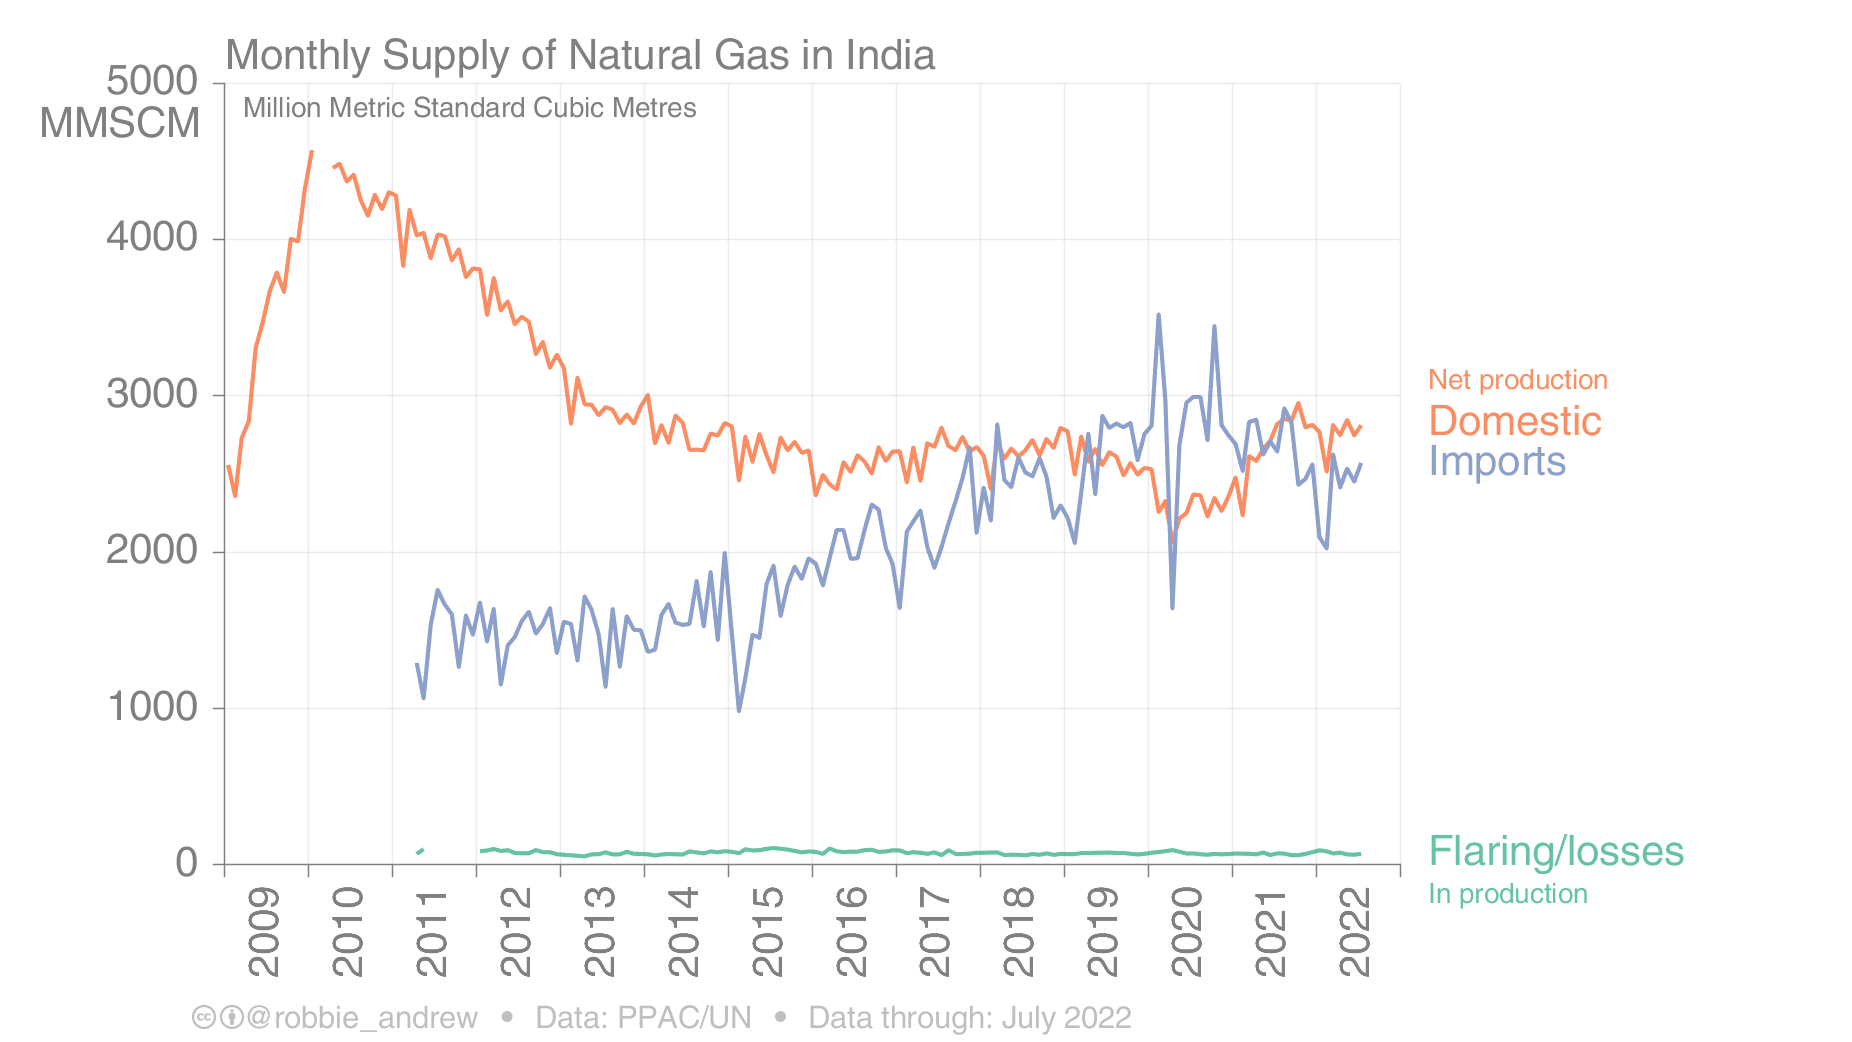 Monthly Supply of Natural Gas in India
5000
MMSCM
Million Metric Standard Cubic Metres
4000
3000
2000
1000
0
Net production
Domestic
Imports
Flaring/losses
In production
2009
2010
2011
2012
2013
2014
2015
2016
2017
2018
2019
2020
2021
2022
cc @robbie_andrew • Data: PPAC/UN • Data through: July 2022